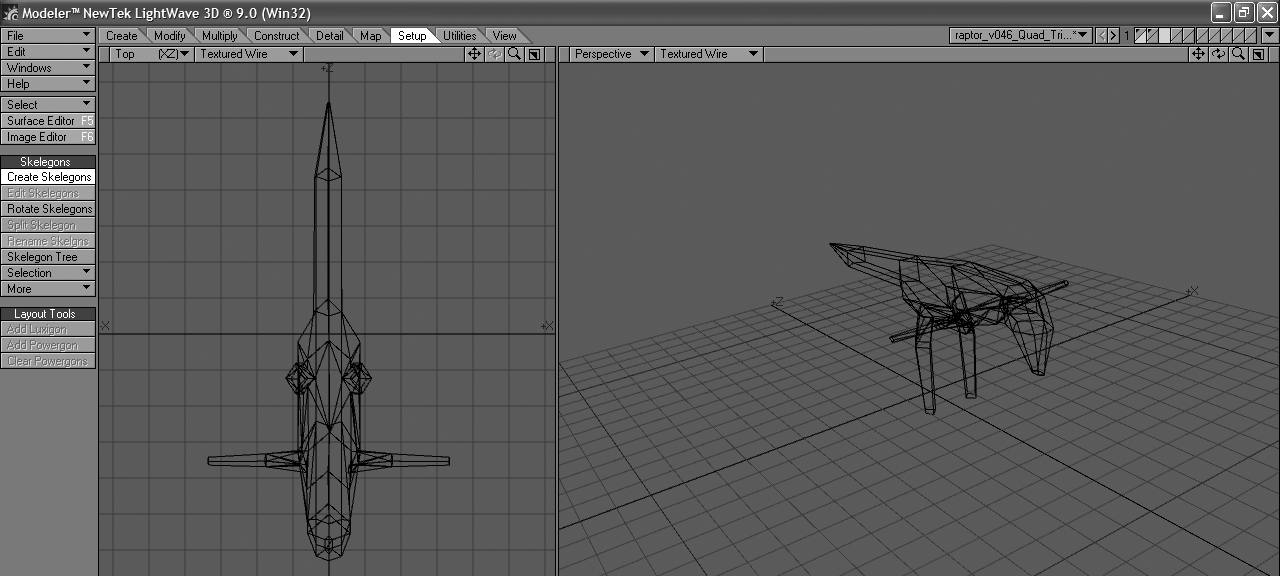 Modeler™ NewTek LightWave 3D ® 9.0 (Win32)
File
Edit
Windows
Help
Select
Surface Editor F5
Image Editor F6
Skelegons
Create Skelegons
Edit Skelegons
Rotate Skelegons
Split Skelegon
Rename Skelgns
Skelegon Tree
Selection
More
Layout Tools
Add Luxigon
Add Powergon
Clear Powergons
Create Modify Multiply Construct Detail Map Setup Utilities View
raptor_v046_Quad_Tri...* 1
Top (XZ) Textured Wire
Perspective Textured Wire
+Z
-X +X
-Z
+Z +X